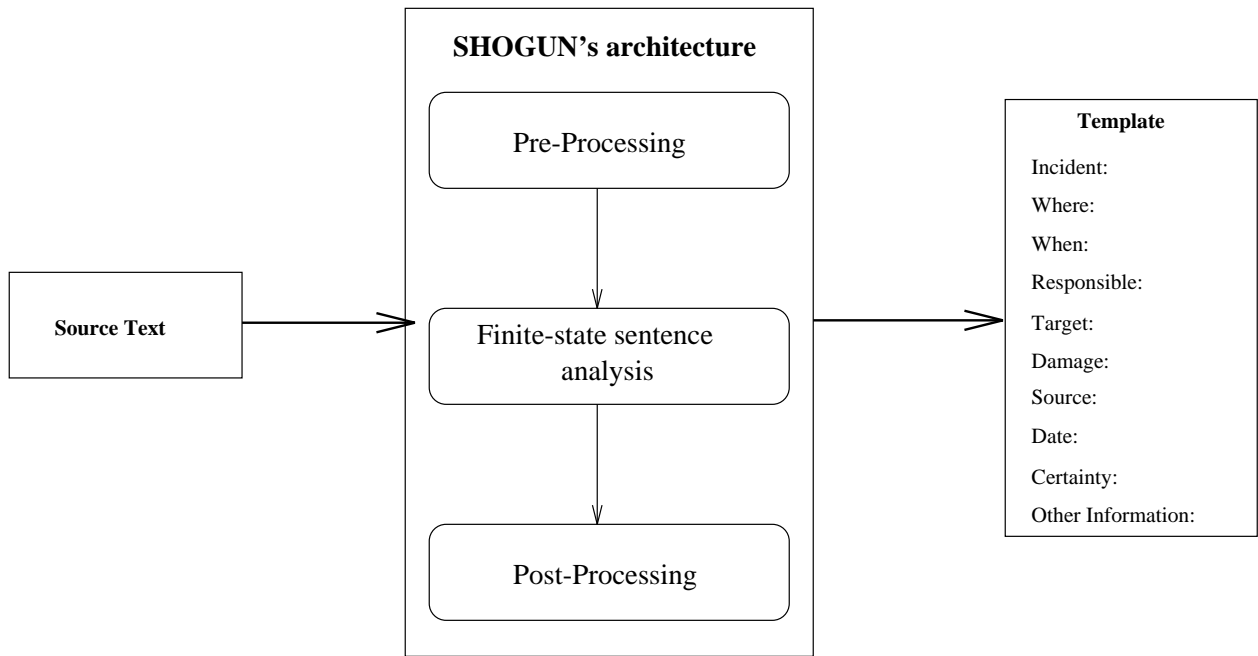 Source Text
SHOGUN's architecture
Pre-Processing
Finite-state sentence
analysis
Post-Processing
Template
Incident:
Where:
When:
Responsible:
Target:
Damage:
Source:
Date:
Certainty:
Other Information: